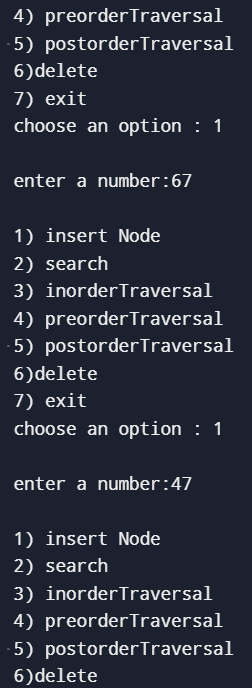 4) preorderTraversal
5) postorderTraversal
6)delete
7) exit
choose an option : 1
enter a number:67
1) insert Node
2) search
3) inorderTraversal
4) preorderTraversal
5) postorderTraversal
6)delete
7) exit
choose an option : 1
enter a number:47
1) insert Node
2) search
3) inorderTraversal
4) preorderTraversal
5) postorderTraversal
6)delete